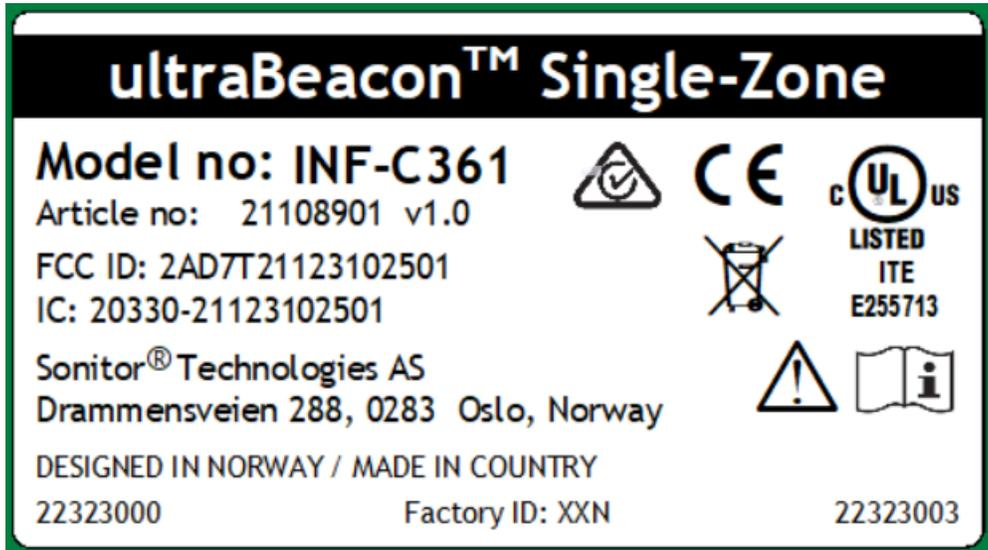 ultraBeacon™ Single-Zone
Model no: INF-C361
Article no: 21108901 v1.0
FCC ID: 2AD7T21123102501
IC: 20330-21123102501
CE
C UL US
LISTED
ITE
E255713
Sonitor® Technologies AS
Drammensveien 288, 0283 Oslo, Norway
DESIGNED IN NORWAY / MADE IN COUNTRY
22323000 Factory ID: XXN 22323003